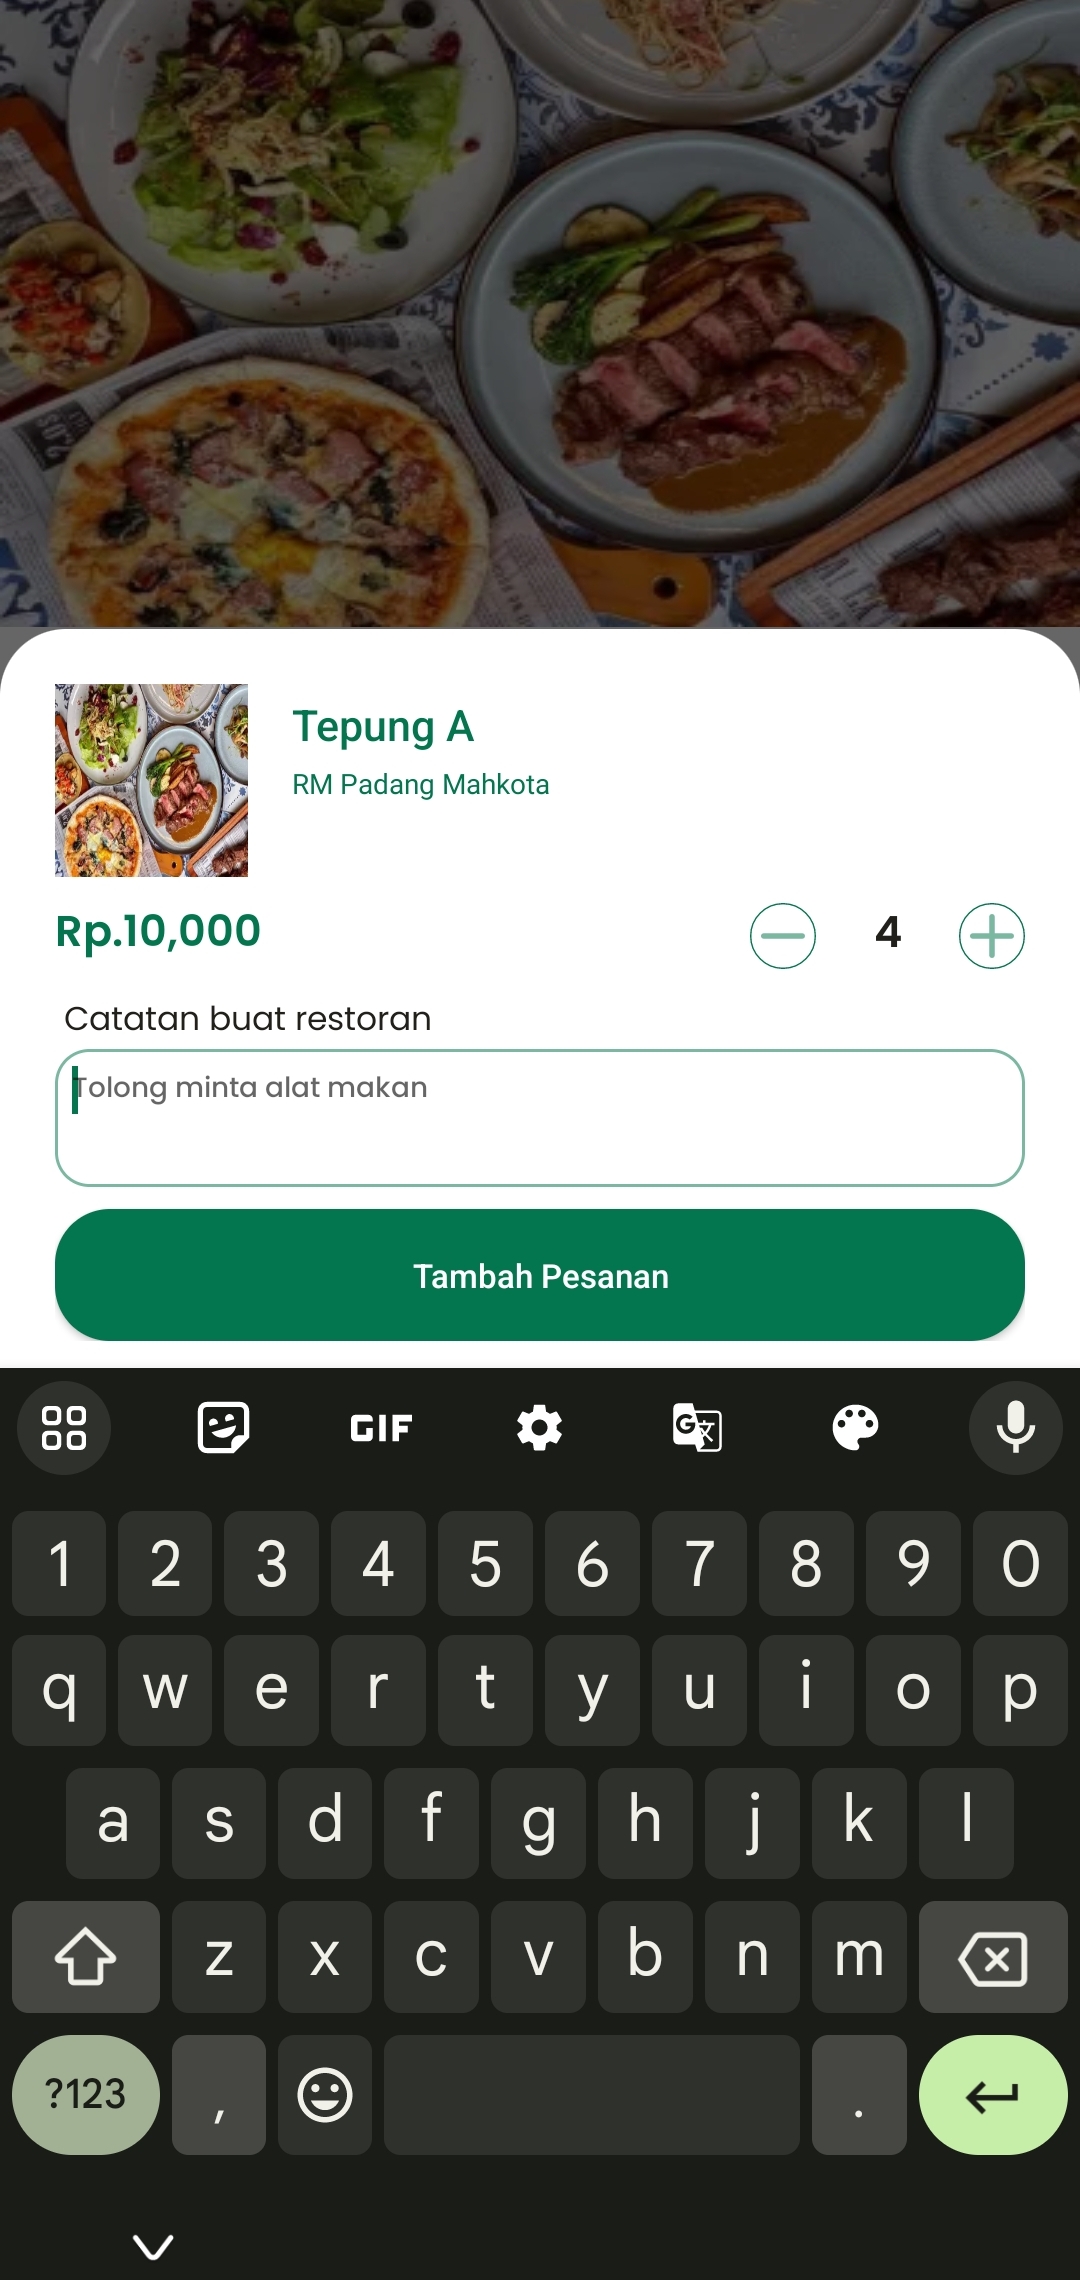 Tepung A
RM Padang Mahkota
Rp.10,000
4
Catatan buat restoran
Tolong minta alat makan
Tambah Pesanan
GIF
1 2 3 4 5 6 7 8 9 0
q w e r t y u i o p
a s d f g h j k l
z x c v b n m
?123 , .